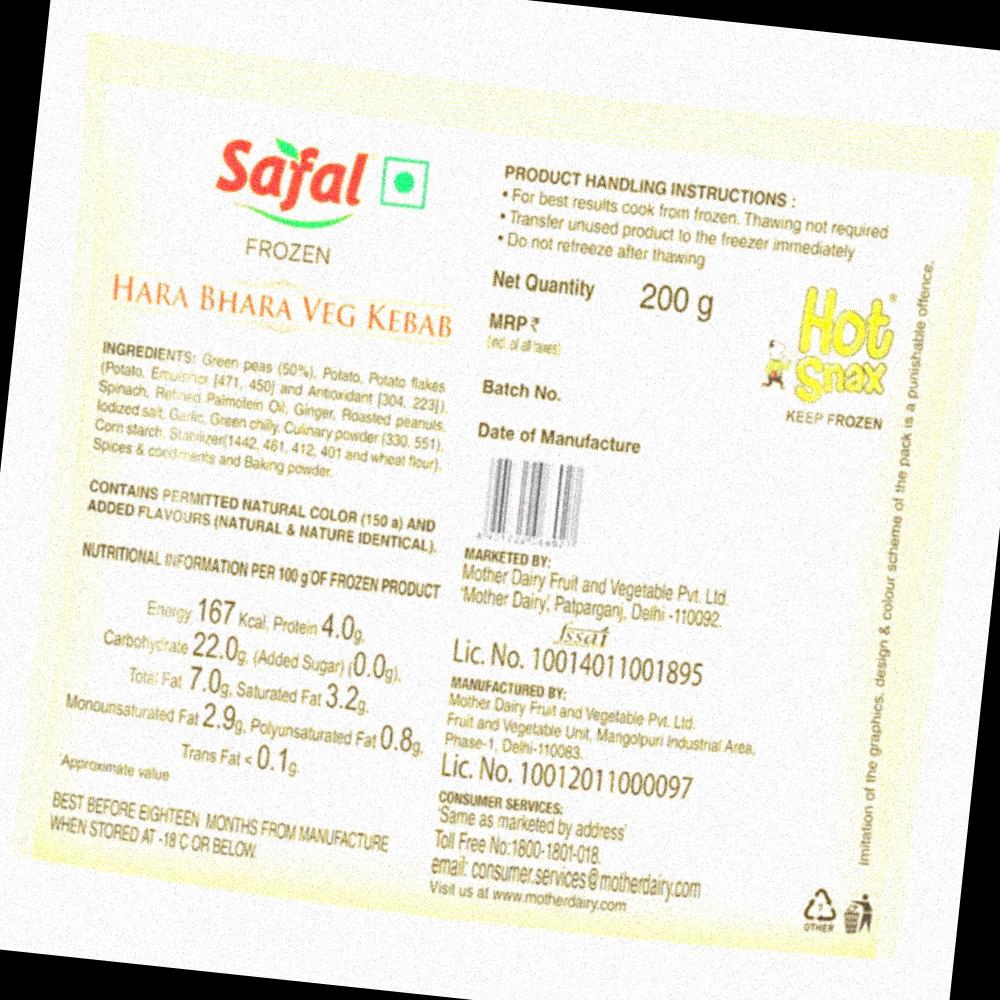 Safal
FROZEN
HARA BHARA VEG KEBAB
INGREDIENTS: Green peas (50%), Potato, Potato flakes
(Potato, Emulsifier [471, 450] and Antioxidant [304, 223]),
Spinach, Refined Palmolein Oil, Ginger, Roasted peanuts,
Iodized salt, Garlic, Green chilly, Culinary powder (330, 551),
Corn starch, Stabilizer(1442, 461, 412, 401 and wheat flour),
Spices & condiments and Baking powder.
CONTAINS PERMITTED NATURAL COLOR (150 a) AND
ADDED FLAVOURS (NATURAL & NATURE IDENTICAL).
NUTRITIONAL INFORMATION PER 100 g*OF FROZEN PRODUCT
Energy 167 Kcal, Protein 4.0g,
Carbohydrate 22.0g, (Added Sugar) (0.0g),
Total Fat 7.0g, Saturated Fat 3.2g,
Monounsaturated Fat 2.9g, Polyunsaturated Fat 0.8g,
Trans Fat < 0.1g
*Approximate value
BEST BEFORE EIGHTEEN MONTHS FROM MANUFACTURE
WHEN STORED AT -18°C OR BELOW.
PRODUCT HANDLING INSTRUCTIONS :
• For best results cook from frozen. Thawing not required
• Transfer unused product to the freezer immediately
• Do not refreeze after thawing
Net Quantity 200 g
MRP ₹
(incl. of all taxes)
Batch No.
Date of Manufacture
MARKETED BY:
Mother Dairy Fruit and Vegetable Pvt. Ltd.
'Mother Dairy', Patparganj, Delhi -110092.
fssai
Lic. No. 10014011001895
MANUFACTURED BY:
Mother Dairy Fruit and Vegetable Pvt. Ltd.
Fruit and Vegetable Unit, Mangolpuri Industrial Area,
Phase-1, Delhi-110083.
Lic. No. 10012011000097
CONSUMER SERVICES:
'Same as marketed by address'
Toll Free No:1800-1801-018.
email: consumer.services@motherdairy.com
Visit us at www.motherdairy.com
Hot
Snax
®
KEEP FROZEN
Imitation of the graphics, design & colour scheme of the pack is a punishable offence.
OTHER